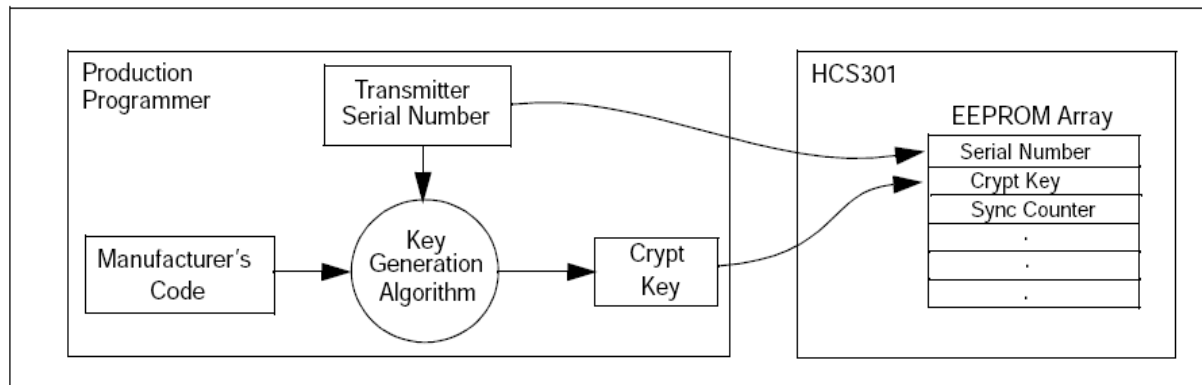 Production
Programmer
Transmitter
Serial Number
Manufacturer's
Code
Key
Generation
Algorithm
Crypt
Key
HCS301
EEPROM Array
Serial Number
Crypt Key
Sync Counter
.
.
.